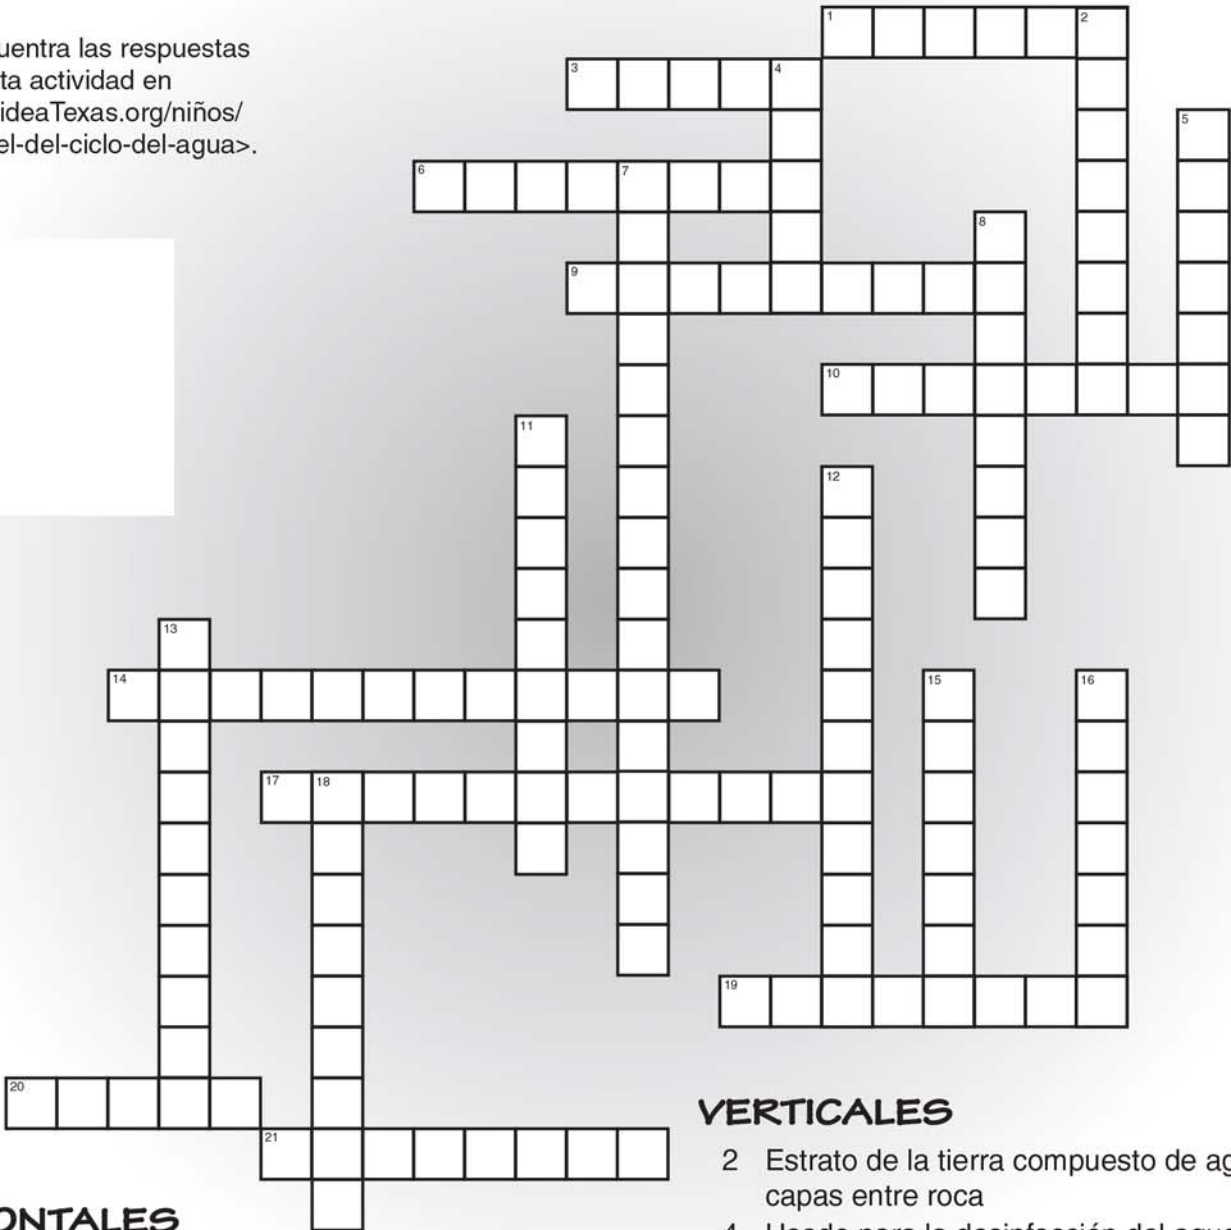 uentra las respuestas
ta actividad en
ideaTexas.org/niños/
el-del-ciclo-del-agua>.
1
2
3
4
5
6
7
8
9
10
11
12
13
14
15
16
17
18
19
20
21
VERTICALES
2 Estrato de la tierra compuesto de ag
capas entre roca
ONTALES